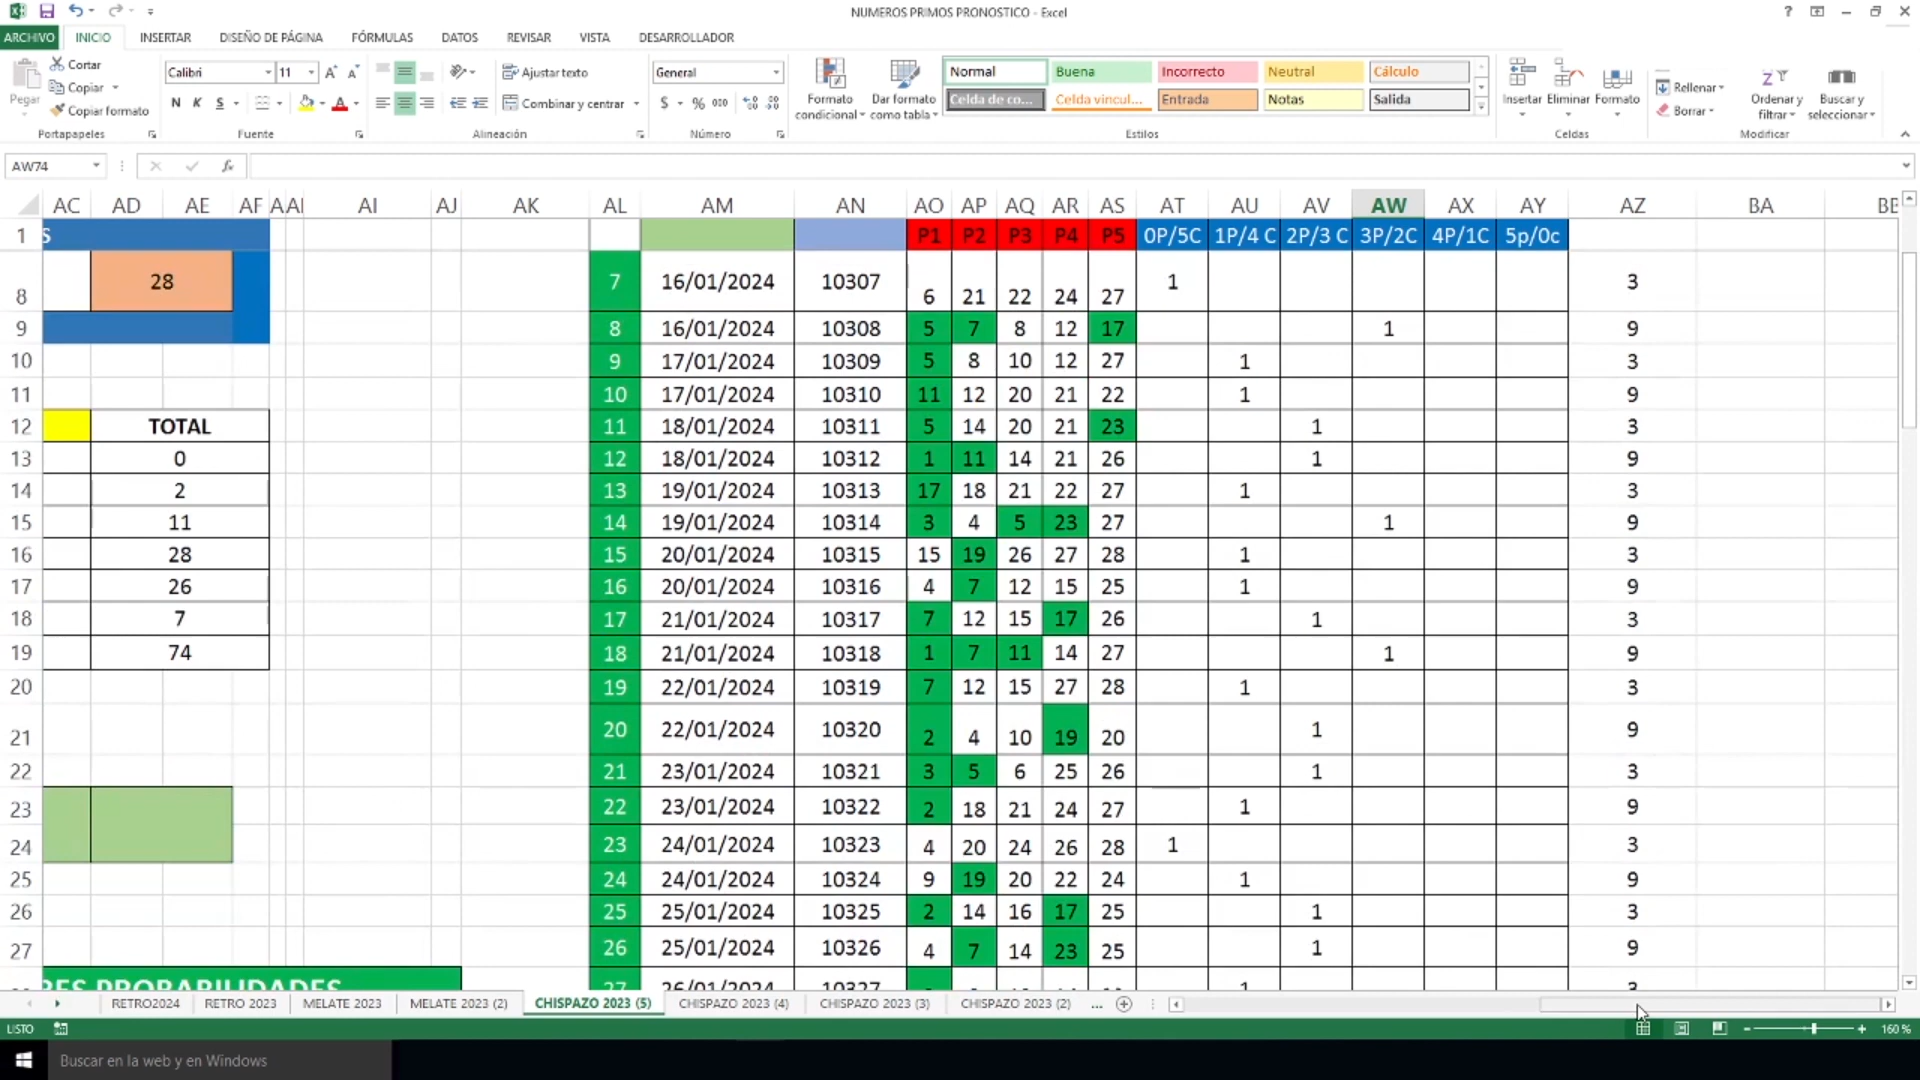 NUMEROS PRIMOS PRONOSTICO - Excel
?
ARCHIVO INICIO INSERTAR DISEÑO DE PÁGINA FÓRMULAS DATOS REVISAR VISTA DESARROLLADOR
Pegar
Cortar
Copiar
Copiar formato
Portapapeles
Calibri 11
N K S
Fuente
Ajustar texto
Combinar y centrar
Alineación
General
$ % 000
Número
Formato condicional
Dar formato como tabla
Normal Buena Incorrecto Neutral Cálculo
Celda de co... Celda vincul... Entrada Notas Salida
Estilos
Insertar Eliminar Formato
Celdas
Rellenar
Borrar
Ordenar y filtrar
Buscar y seleccionar
Modificar
AW74
fx
AC AD AE AF AI AJ AK AL AM AN AO AP AQ AR AS AT AU AV AW AX AY AZ BA
1 S P1 P2 P3 P4 P5 0P/5C 1P/4 C 2P/3 C 3P/2C 4P/1C 5p/0c
8 28 7 16/01/2024 10307 6 21 22 24 27 1 3
9 8 16/01/2024 10308 5 7 8 12 17 1 9
10 9 17/01/2024 10309 5 8 10 12 27 1 3
11 10 17/01/2024 10310 11 12 20 21 22 1 9
12 TOTAL 11 18/01/2024 10311 5 14 20 21 23 1 3
13 0 12 18/01/2024 10312 1 11 14 21 26 1 9
14 2 13 19/01/2024 10313 17 18 21 22 27 1 3
15 11 14 19/01/2024 10314 3 4 5 23 27 1 9
16 28 15 20/01/2024 10315 15 19 26 27 28 1 3
17 26 16 20/01/2024 10316 4 7 12 15 25 1 9
18 7 17 21/01/2024 10317 7 12 15 17 26 1 3
19 74 18 21/01/2024 10318 1 7 11 14 27 1 9
20 19 22/01/2024 10319 7 12 15 27 28 1 3
21 20 22/01/2024 10320 2 4 10 19 20 1 9
22 21 23/01/2024 10321 3 5 6 25 26 1 3
23 22 23/01/2024 10322 2 18 21 24 27 1 9
24 23 24/01/2024 10323 4 20 24 26 28 1 3
25 24 24/01/2024 10324 9 19 20 22 24 1 9
26 25 25/01/2024 10325 2 14 16 17 25 1 3
27 26 25/01/2024 10326 4 7 14 23 25 1 9
RES PROBABILIDADES 27 26/01/2024 10327 1 3
RETRO2024 RETRO 2023 MELATE 2023 MELATE 2023 (2) CHISPAZO 2023 (5) CHISPAZO 2023 (4) CHISPAZO 2023 (3) CHISPAZO 2023 (2) ...
LISTO 160 %
Buscar en la web y en Windows